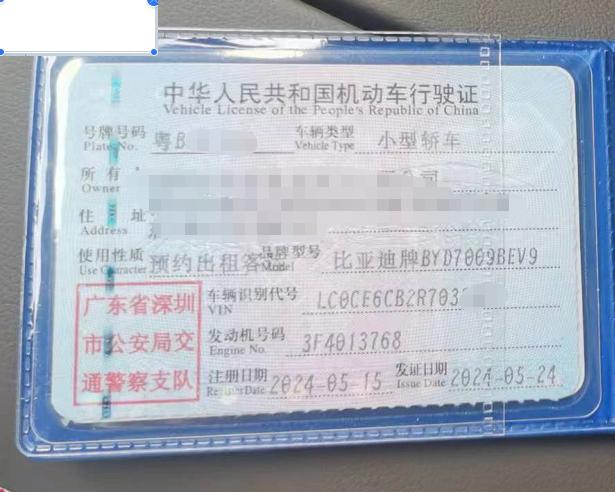 中华人民共和国机动车行驶证
Vehicle License of the People's Republic of China
号牌号码 粤B 车辆类型 小型轿车
Plate No. Vehicle Type
所有 公司
Owner
住址
Address
使用性质 预约出租客 品牌型号 比亚迪牌BYD7009BEV9
Use Character Model
广东省深圳 车辆识别代号 LC0CE6CB2R703
VIN
市公安局交 发动机号码 3F4013768
Engine No.
通警察支队 注册日期 2024-05-15 发证日期 2024-05-24
Register Date Issue Date